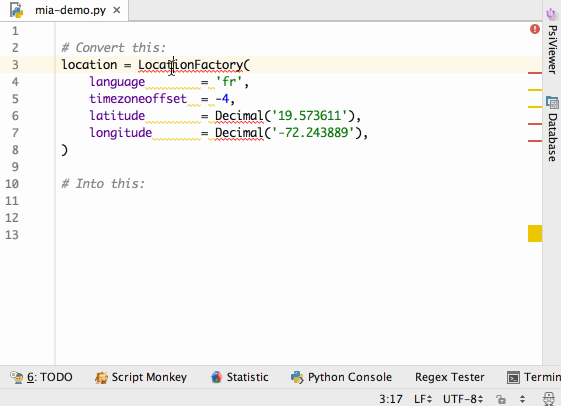 mia-demo.py ×
1
2 # Convert this:
3 location = LocationFactory(
4 language = 'fr',
5 timezoneoffset = -4,
6 latitude = Decimal('19.573611'),
7 longitude = Decimal('-72.243889'),
8 )
9
10 # Into this:
11
12
13
PsiViewer
Database
6: TODO Script Monkey Statistic Python Console Regex Tester Termin
3:17 LF÷ UTF-8÷